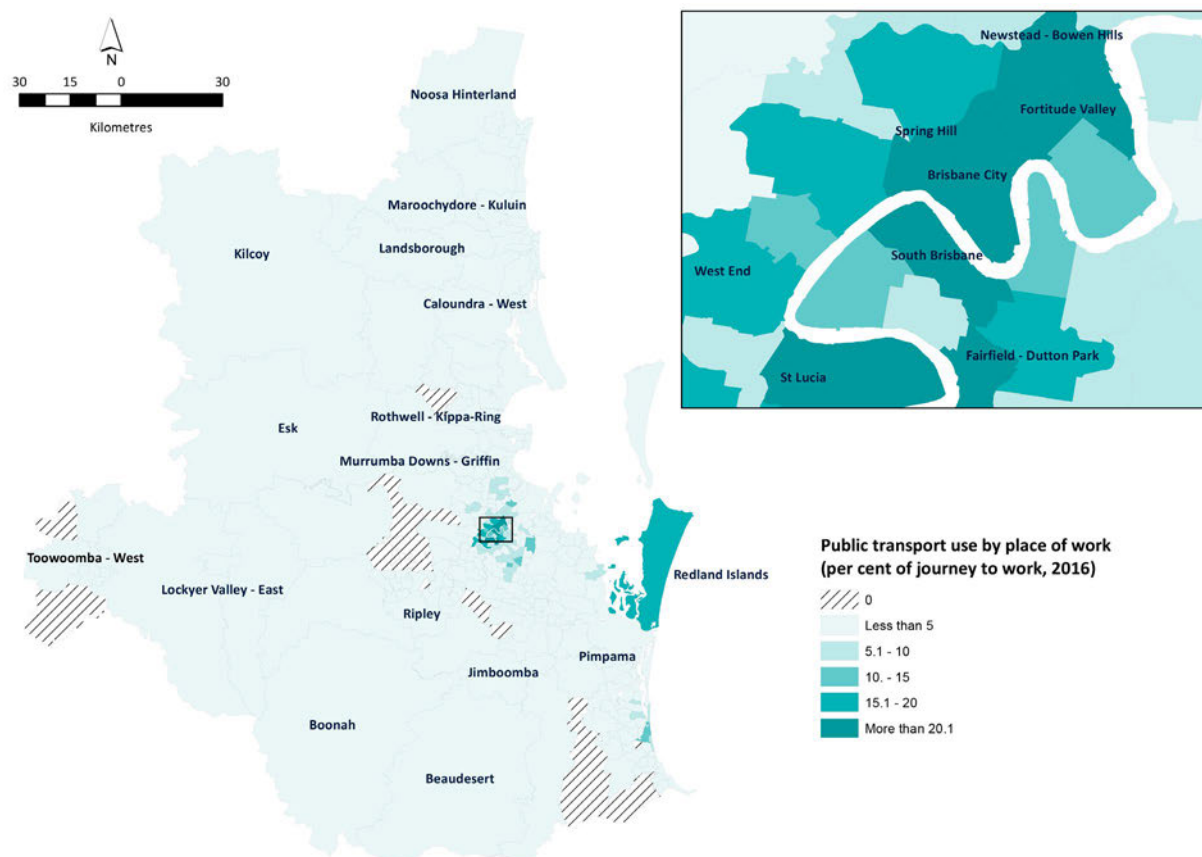 N
30 15 0 30
Kilometres
Noosa Hinterland
Maroochydore - Kuluin
Kilcoy
Landsborough
Caloundra - West
Rothwell - Kippa-Ring
Esk
Murrumba Downs - Griffin
Toowoomba - West
Lockyer Valley - East
Redland Islands
Ripley
Pimpama
Jimboomba
Boonah
Beaudesert
Newstead - Bowen Hills
Fortitude Valley
Spring Hill
Brisbane City
South Brisbane
West End
Fairfield - Dutton Park
St Lucia
Public transport use by place of work
(per cent of journey to work, 2016)
0
Less than 5
5.1 - 10
10. - 15
15.1 - 20
More than 20.1